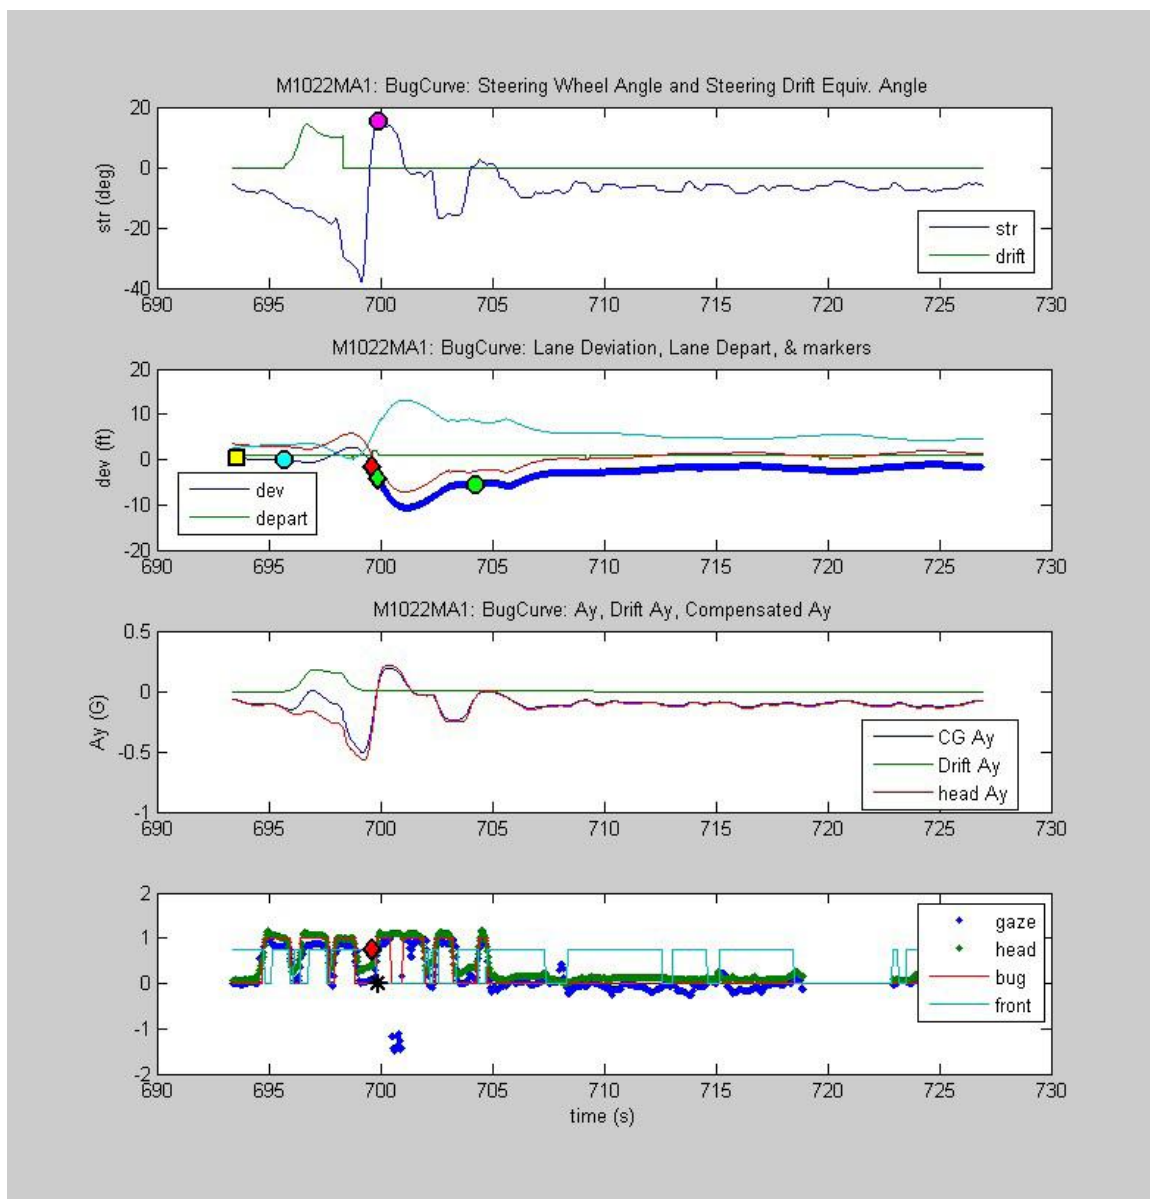 M1022MA1: BugCurve: Steering Wheel Angle and Steering Drift Equiv. Angle
20
0
-20
-40
str (deg)
str
drift
690 695 700 705 710 715 720 725 730
M1022MA1: BugCurve: Lane Deviation, Lane Depart, & markers
20
10
0
-10
-20
dev (ft)
dev
depart
690 695 700 705 710 715 720 725 730
M1022MA1: BugCurve: Ay, Drift Ay, Compensated Ay
0.5
0
-0.5
-1
Ay (G)
CG Ay
Drift Ay
head Ay
690 695 700 705 710 715 720 725 730
2
1
0
-1
-2
gaze
head
bug
front
690 695 700 705 710 715 720 725 730
time (s)